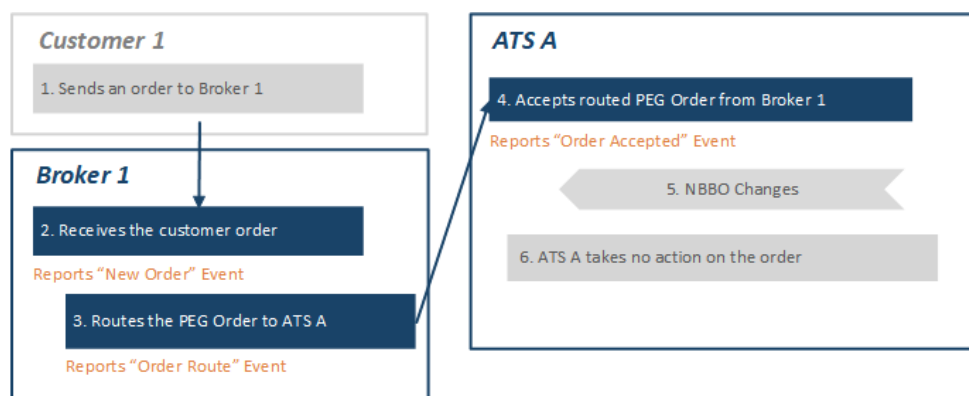 Customer 1
1. Sends an order to Broker 1
Broker 1
2. Receives the customer order
Reports "New Order" Event
3. Routes the PEG Order to ATS A
Reports "Order Route" Event
ATS A
4. Accepts routed PEG Order from Broker 1
Reports "Order Accepted" Event
5. NBBO Changes
6. ATS A takes no action on the order